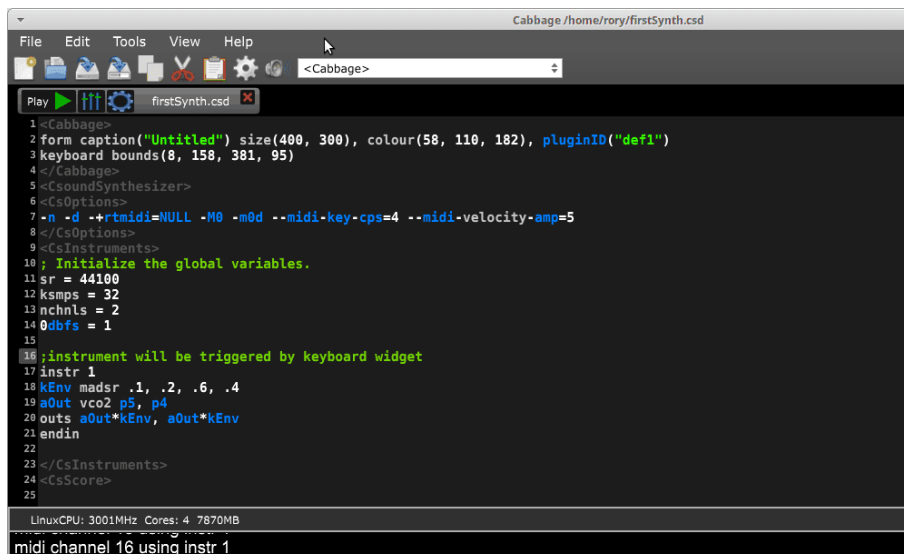 Cabbage /home/rory/firstSynth.csd
File Edit Tools View Help
<Cabbage>
Play firstSynth.csd
1 <Cabbage>
2 form caption("Untitled") size(400, 300), colour(58, 110, 182), pluginID("def1")
3 keyboard bounds(8, 158, 381, 95)
4 </Cabbage>
5 <CsoundSynthesizer>
6 <CsOptions>
7 -n -d -+rtmidi=NULL -M0 -m0d --midi-key-cps=4 --midi-velocity-amp=5
8 </CsOptions>
9 <CsInstruments>
10 ; Initialize the global variables.
11 sr = 44100
12 ksmps = 32
13 nchnls = 2
14 0dbfs = 1
15
16 ;instrument will be triggered by keyboard widget
17 instr 1
18 kEnv madsr .1, .2, .6, .4
19 aOut vco2 p5, p4
20 outs aOut*kEnv, aOut*kEnv
21 endin
22
23 </CsInstruments>
24 <CsScore>
25
LinuxCPU: 3001MHz Cores: 4 7870MB
midi channel 16 using instr 1